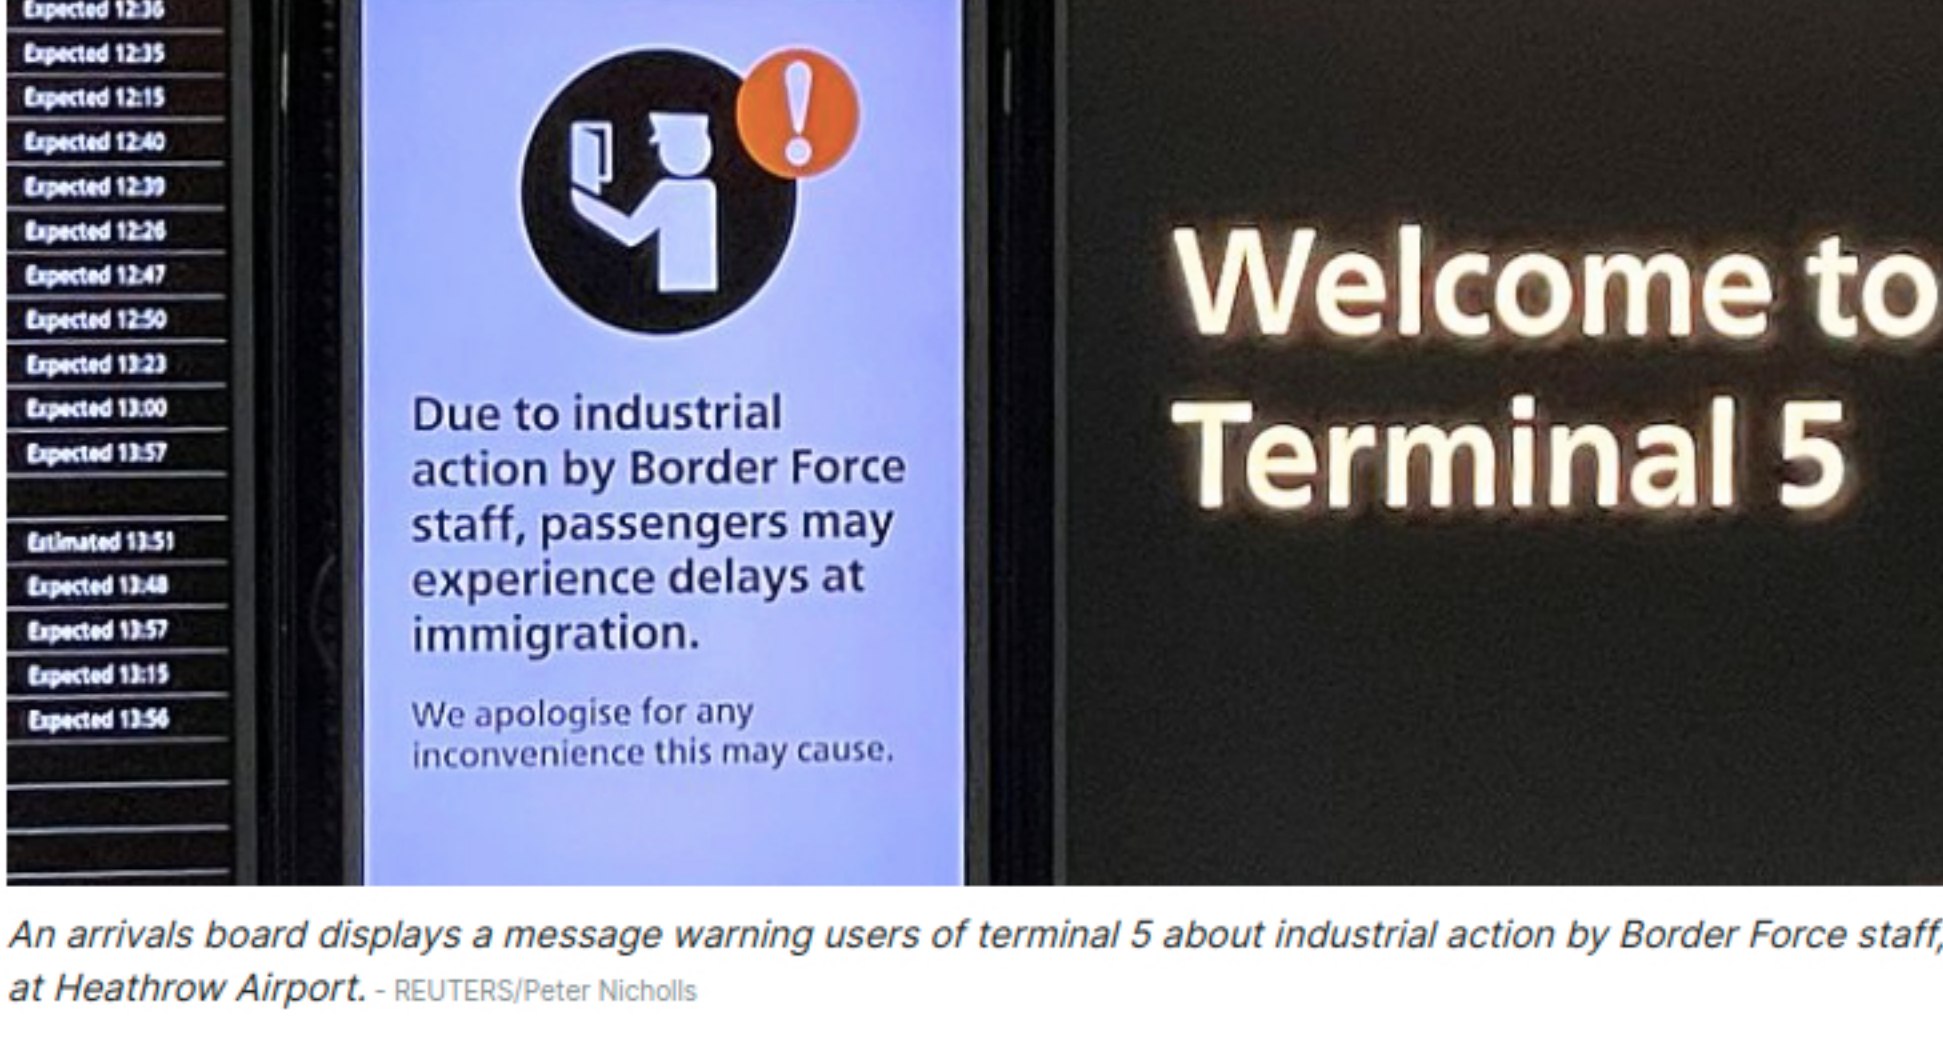 Expected 12:36
Expected 12:35
Expected 12:15
Expected 12:40
Expected 12:39
Expected 12:26
Expected 12:47
Expected 12:50
Expected 13:23
Expected 13:00
Expected 13:57
Estimated 13:51
Expected 13:48
Expected 13:57
Expected 13:15
Expected 13:56
!
Due to industrial
action by Border Force
staff, passengers may
experience delays at
immigration.
We apologise for any
inconvenience this may cause.
Welcome to
Terminal 5
An arrivals board displays a message warning users of terminal 5 about industrial action by Border Force staff,
at Heathrow Airport. - REUTERS/Peter Nicholls